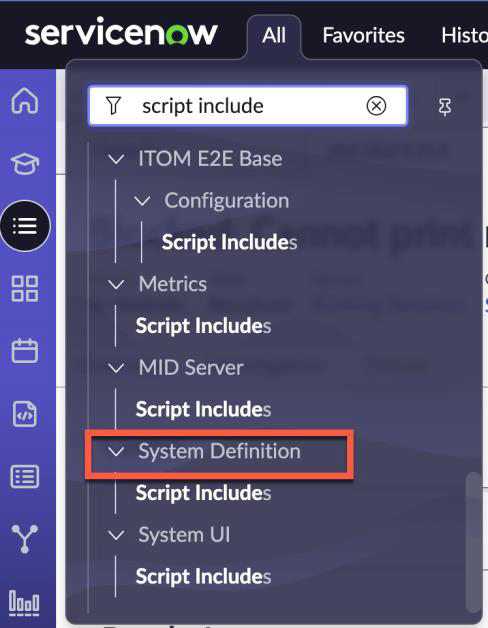 servicenow All Favorites Histo
script include
ITOM E2E Base
Configuration
Script Includes
Metrics
Script Includes
MID Server
Script Includes
System Definition
Script Includes
System UI
Script Includes